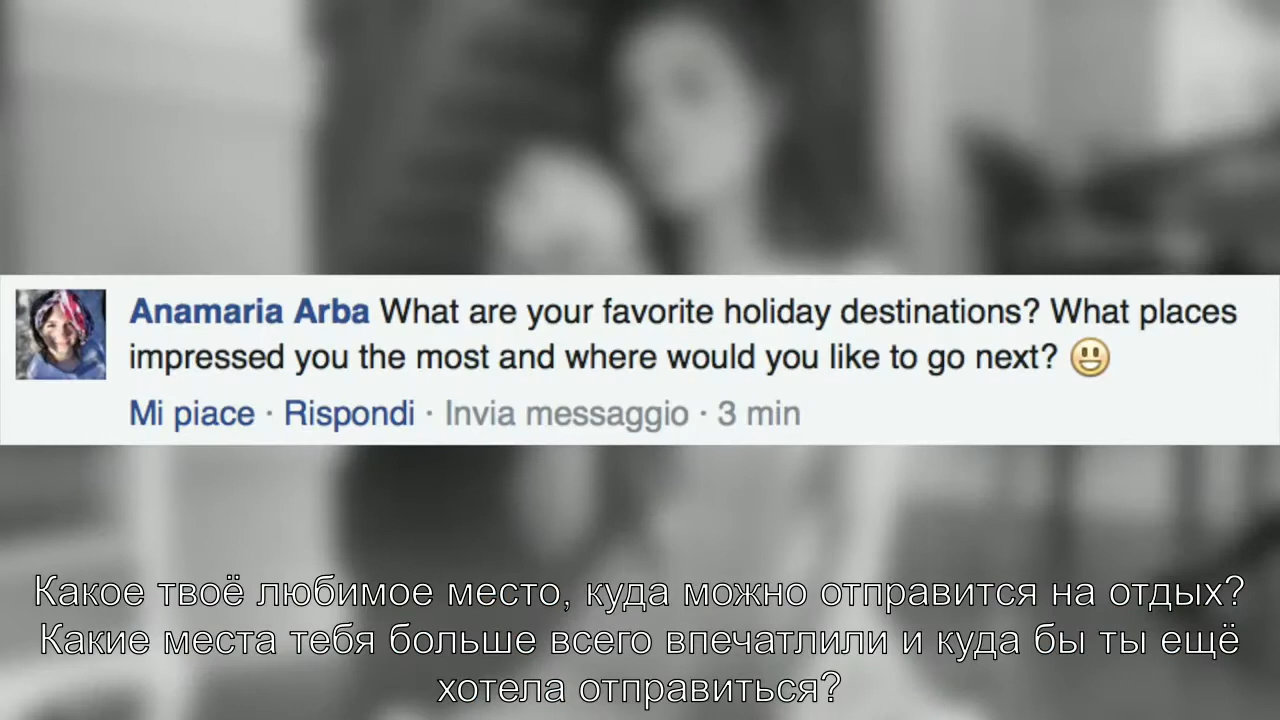 Anamaria Arba What are your favorite holiday destinations? What places
impressed you the most and where would you like to go next? 😃
Mi piace · Rispondi · Invia messaggio · 3 min
Какое твоё любимое место, куда можно отправится на отдых?
Какие места тебя больше всего впечатлили и куда бы ты ещё
хотела отправиться?